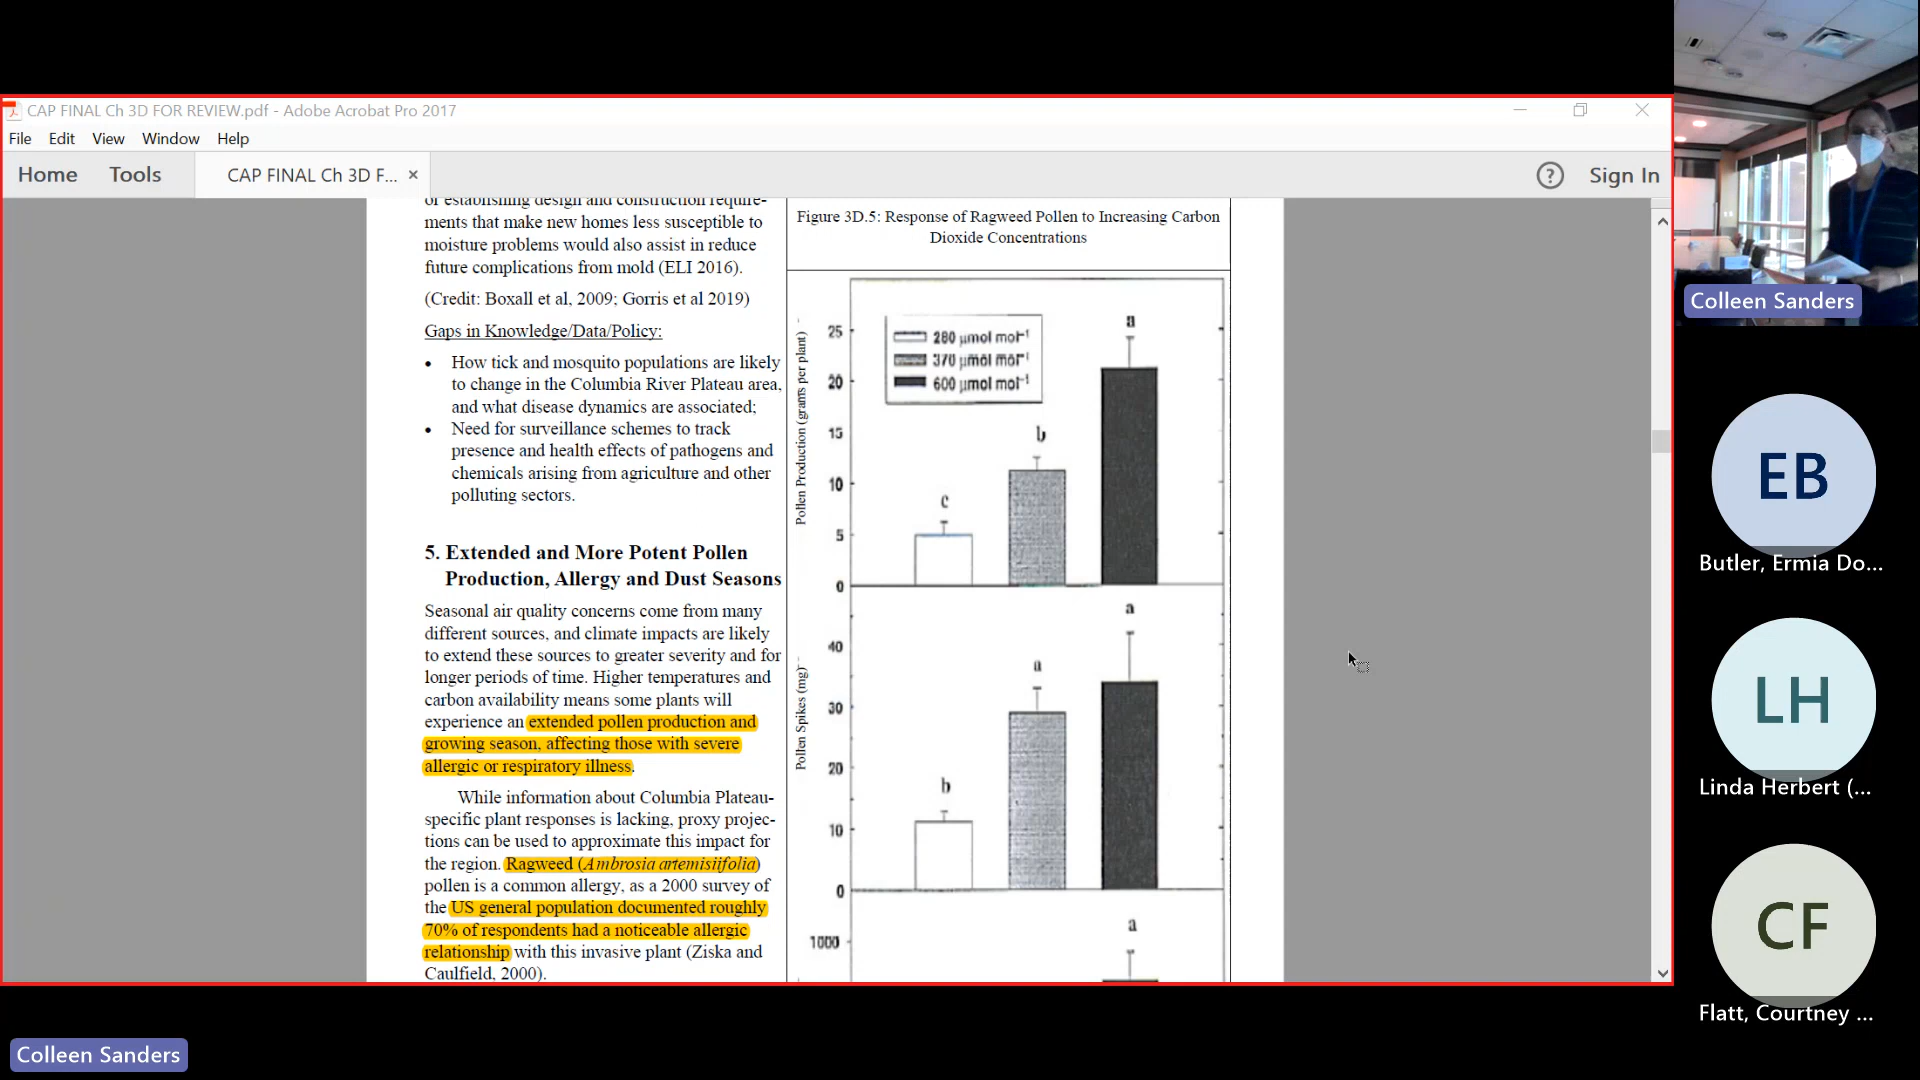 CAP FINAL Ch 3D FOR REVIEW.pdf - Adobe Acrobat Pro 2017
File Edit View Window Help
Home Tools CAP FINAL Ch 3D F... × ? Sign In
or establishing design and construction require-
ments that make new homes less susceptible to
moisture problems would also assist in reduce
future complications from mold (ELI 2016).
(Credit: Boxall et al, 2009; Gorris et al 2019)
Gaps in Knowledge/Data/Policy:
• How tick and mosquito populations are likely
to change in the Columbia River Plateau area,
and what disease dynamics are associated;
• Need for surveillance schemes to track
presence and health effects of pathogens and
chemicals arising from agriculture and other
polluting sectors.
5. Extended and More Potent Pollen
Production, Allergy and Dust Seasons
Seasonal air quality concerns come from many
different sources, and climate impacts are likely
to extend these sources to greater severity and for
longer periods of time. Higher temperatures and
carbon availability means some plants will
experience an extended pollen production and
growing season, affecting those with severe
allergic or respiratory illness.
While information about Columbia Plateau-
specific plant responses is lacking, proxy projec-
tions can be used to approximate this impact for
the region. Ragweed (Ambrosia artemisiifolia)
pollen is a common allergy, as a 2000 survey of
the US general population documented roughly
70% of respondents had a noticeable allergic
relationship with this invasive plant (Ziska and
Caulfield, 2000).
Figure 3D.5: Response of Ragweed Pollen to Increasing Carbon
Dioxide Concentrations
Pollen Production (grams per plant)
25
20
15
10
5
0
280 µmol mol⁻¹
370 µmol mol⁻¹
600 µmol mol⁻¹
c
b
a
Pollen Spikes (mg)
40
30
20
10
0
b
a
a
1000
a
Colleen Sanders
EB
Butler, Ermia Do...
LH
Linda Herbert (...
CF
Flatt, Courtney ...
Colleen Sanders